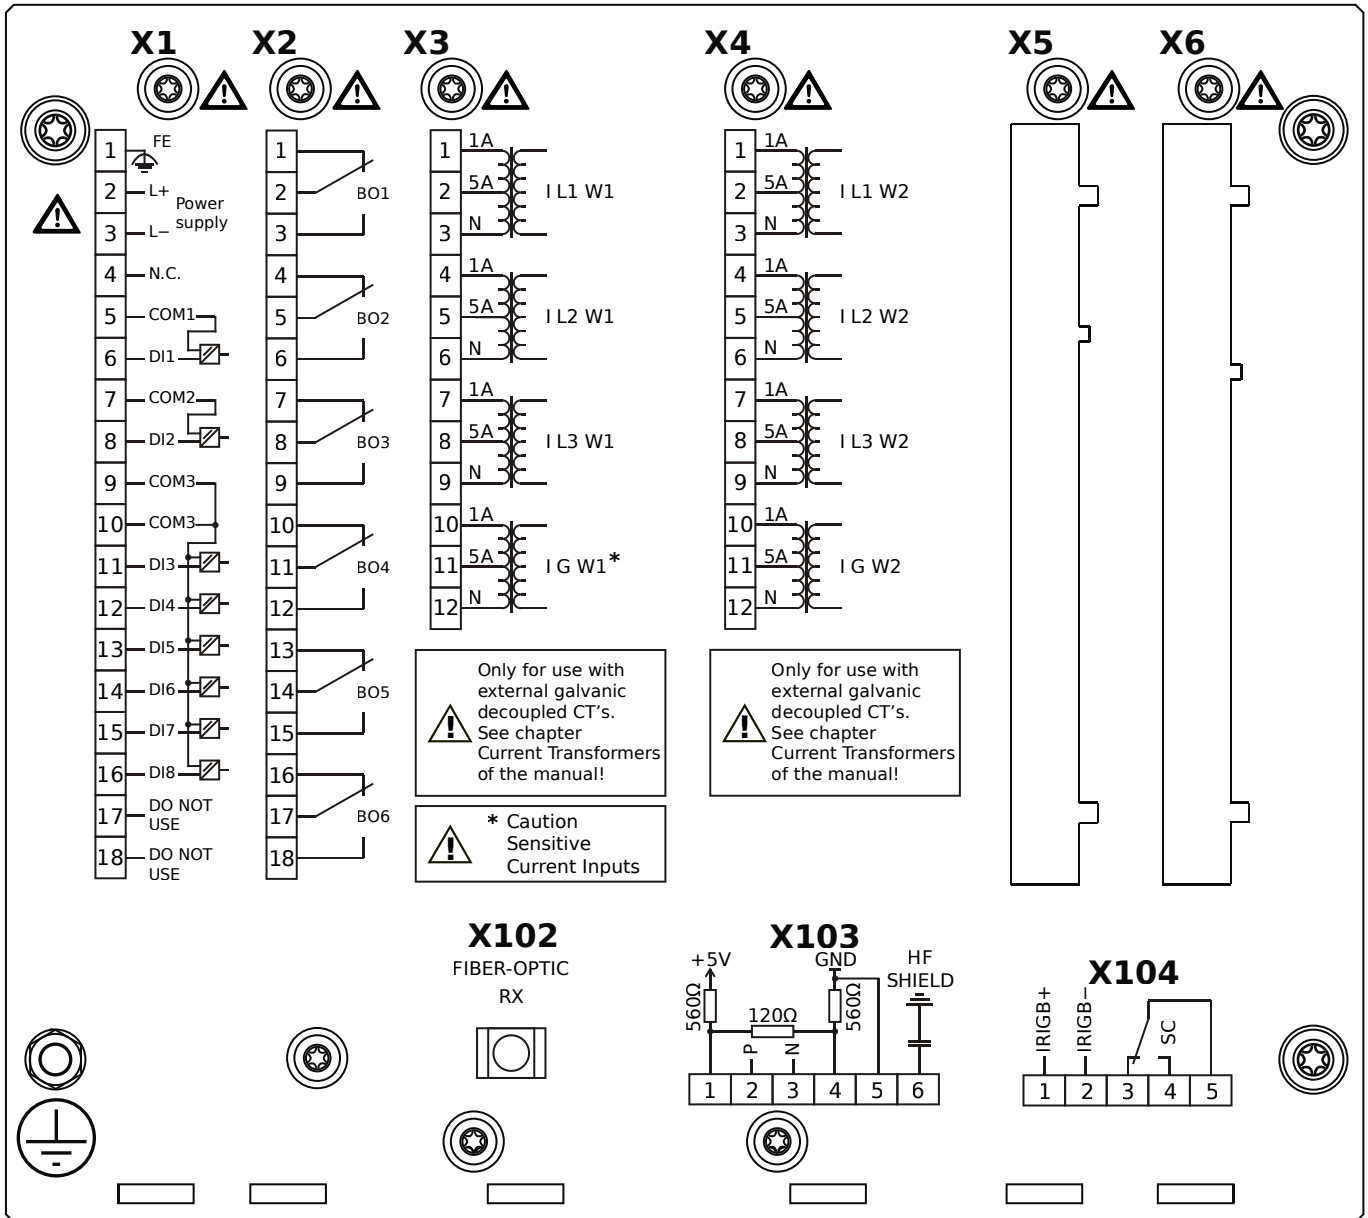 X1 X2 X3 X4 X5 X6
1 FE
2 L+
Power
supply
3 L−
4 N.C.
5 COM1
6 DI1
7 COM2
8 DI2
9 COM3
10 COM3
11 DI3
12 DI4
13 DI5
14 DI6
15 DI7
16 DI8
17 DO NOT
USE
18 DO NOT
USE
1
2 BO1
3
4
5 BO2
6
7
8 BO3
9
10
11 BO4
12
13
14 BO5
15
16
17 BO6
18
1 1A
2 5A I L1 W1
3 N
4 1A
5 5A I L2 W1
6 N
7 1A
8 5A I L3 W1
9 N
10 1A
11 5A I G W1*
12 N
Only for use with
external galvanic
decoupled CT's.
See chapter
Current Transformers
of the manual!
* Caution
Sensitive
Current Inputs
1 1A
2 5A I L1 W2
3 N
4 1A
5 5A I L2 W2
6 N
7 1A
8 5A I L3 W2
9 N
10 1A
11 5A I G W2
12 N
Only for use with
external galvanic
decoupled CT's.
See chapter
Current Transformers
of the manual!
X102
FIBER-OPTIC
RX
X103
+5V GND HF
SHIELD
560Ω 120Ω 560Ω
P N
1 2 3 4 5 6
X104
IRIGB+ IRIGB− SC
1 2 3 4 5